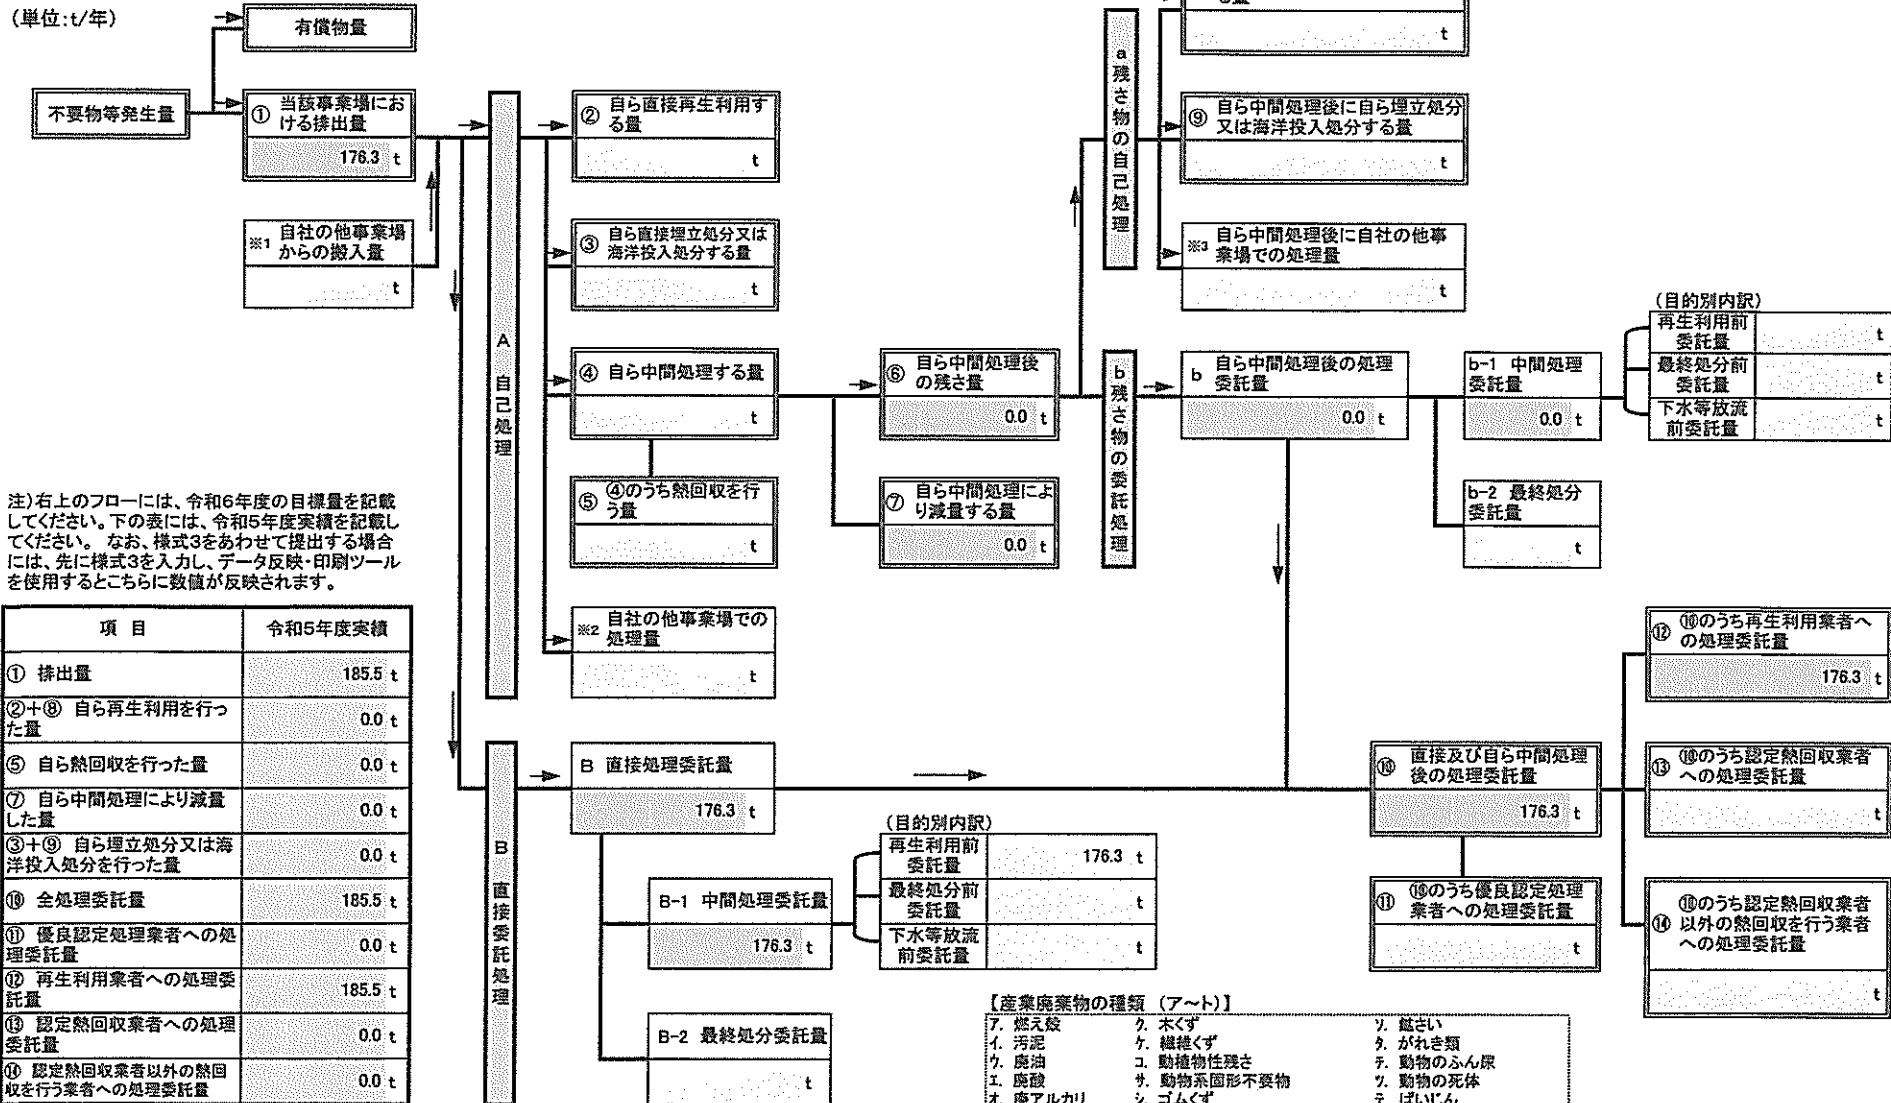 (単位:t/年)
有償物量
不要物等発生量
① 当該事業場にお
ける排出量
176.3 t
※1 自社の他事業場
からの搬入量
t
A 自己処理
② 自ら直接再生利用す
る量
t
③ 自ら直接埋立処分又は
海洋投入処分する量
t
④ 自ら中間処理する量
t
⑤ ④のうち熱回収を行
う量
t
※2 自社の他事業場での
処理量
t
⑥ 自ら中間処理後
の残さ量
0.0 t
⑦ 自ら中間処理によ
り減量する量
0.0 t
a 残さ物の自己処理
t
⑨ 自ら中間処理後に自ら埋立処分
又は海洋投入処分する量
t
※3 自ら中間処理後に自社の他事
業場での処理量
t
b 残さ物の委託処理
b 自ら中間処理後の処理
委託量
0.0 t
b-1 中間処理
委託量
0.0 t
(目的別内訳)
再生利用前
委託量
t
最終処分前
委託量
t
下水等放流
前委託量
t
b-2 最終処分
委託量
t
注)右上のフローには、令和6年度の目標量を記載
してください。下の表には、令和5年度実績を記載し
てください。 なお、様式3をあわせて提出する場合
には、先に様式3を入力し、データ反映・印刷ツール
を使用するとこちらに数値が反映されます。
項 目 令和5年度実績
① 排出量 185.5 t
②+⑧ 自ら再生利用を行っ
た量 0.0 t
⑤ 自ら熱回収を行った量 0.0 t
⑦ 自ら中間処理により減量
した量 0.0 t
③+⑨ 自ら埋立処分又は海
洋投入処分を行った量 0.0 t
⑩ 全処理委託量 185.5 t
⑪ 優良認定処理業者への処
理委託量 0.0 t
⑫ 再生利用業者への処理委
託量 185.5 t
⑬ 認定熱回収業者への処理
委託量 0.0 t
⑭ 認定熱回収業者以外の熱回
収を行う業者への処理委託量 0.0 t
B 直接委託処理
B 直接処理委託量
176.3 t
B-1 中間処理委託量
176.3 t
(目的別内訳)
再生利用前
委託量
176.3 t
最終処分前
委託量
t
下水等放流
前委託量
t
B-2 最終処分委託量
t
⑩ 直接及び自ら中間処理
後の処理委託量
176.3 t
⑪ ⑩のうち優良認定処理
業者への処理委託量
t
⑫ ⑩のうち再生利用業者へ
の処理委託量
176.3 t
⑬ ⑩のうち認定熱回収業者
への処理委託量
t
⑭ ⑩のうち認定熱回収業者
以外の熱回収を行う業者
への処理委託量
t
【産業廃棄物の種類 (ア～ト)】
ア. 燃え殻 ク. 木くず ソ. 鉱さい
イ. 汚泥 ケ. 繊維くず タ. がれき類
ウ. 廃油 コ. 動植物性残さ チ. 動物のふん尿
エ. 廃酸 サ. 動物系固形不要物 ツ. 動物の死体
オ. 廃アルカリ シ. ゴムくず テ. ばいじん